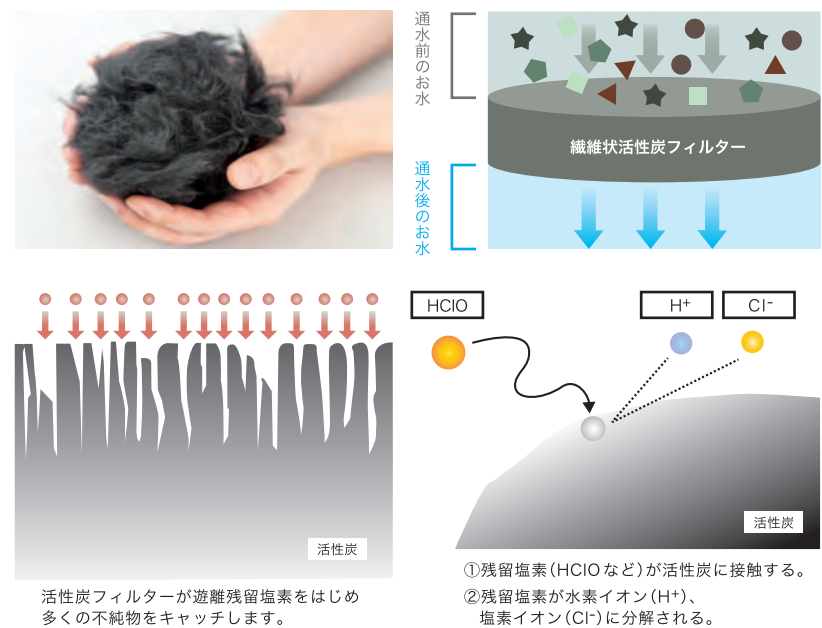 通水前のお水
繊維状活性炭フィルター
通水後のお水
活性炭
活性炭フィルターが遊離残留塩素をはじめ
多くの不純物をキャッチします。
HClO
H⁺
Cl⁻
活性炭
①残留塩素（HClOなど）が活性炭に接触する。
②残留塩素が水素イオン（H⁺）、
塩素イオン（Cl⁻）に分解される。